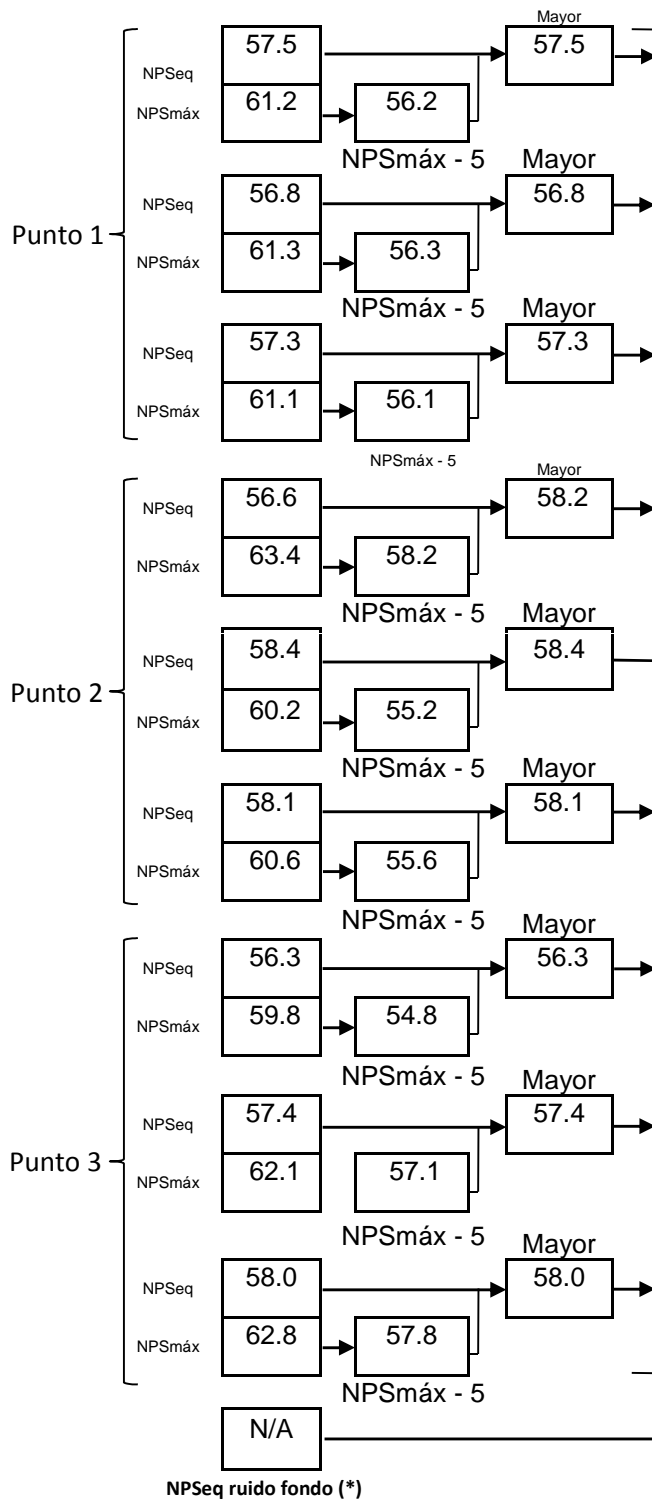 Mayor
57.5 57.5
NPSeq
61.2 56.2
NPSmáx
NPSmáx - 5 Mayor
56.8 56.8
NPSeq
Punto 1
61.3 56.3
NPSmáx
NPSmáx - 5 Mayor
57.3 57.3
NPSeq
61.1 56.1
NPSmáx
NPSmáx - 5 Mayor
56.6 58.2
NPSeq
63.4 58.2
NPSmáx
NPSmáx - 5 Mayor
58.4 58.4
NPSeq
Punto 2
60.2 55.2
NPSmáx
NPSmáx - 5 Mayor
58.1 58.1
NPSeq
60.6 55.6
NPSmáx
NPSmáx - 5 Mayor
56.3 56.3
NPSeq
59.8 54.8
NPSmáx
NPSmáx - 5 Mayor
57.4 57.4
NPSeq
Punto 3
62.1 57.1
NPSmáx
NPSmáx - 5 Mayor
58.0 58.0
NPSeq
62.8 57.8
NPSmáx
NPSmáx - 5
N/A
NPSeq ruido fondo (*)